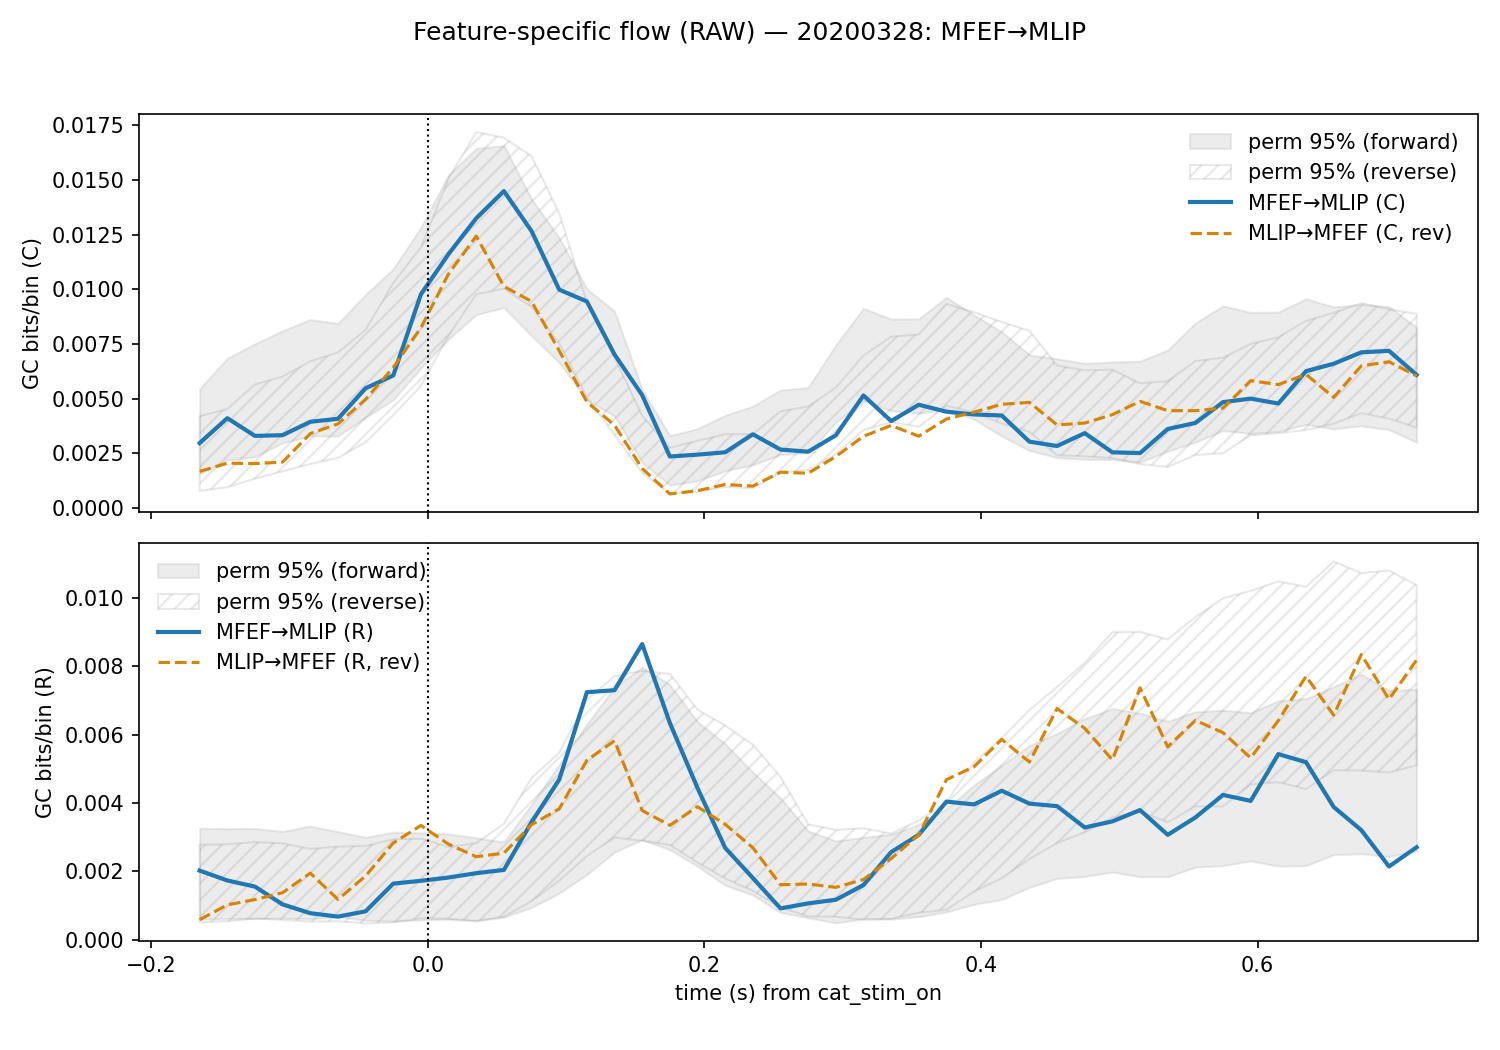 Feature-specific flow (RAW) — 20200328: MFEF→MLIP
GC bits/bin (C)
0.0175
0.0150
0.0125
0.0100
0.0075
0.0050
0.0025
0.0000
perm 95% (forward)
perm 95% (reverse)
MFEF→MLIP (C)
MLIP→MFEF (C, rev)
GC bits/bin (R)
0.010
0.008
0.006
0.004
0.002
0.000
perm 95% (forward)
perm 95% (reverse)
MFEF→MLIP (R)
MLIP→MFEF (R, rev)
−0.2 0.0 0.2 0.4 0.6
time (s) from cat_stim_on